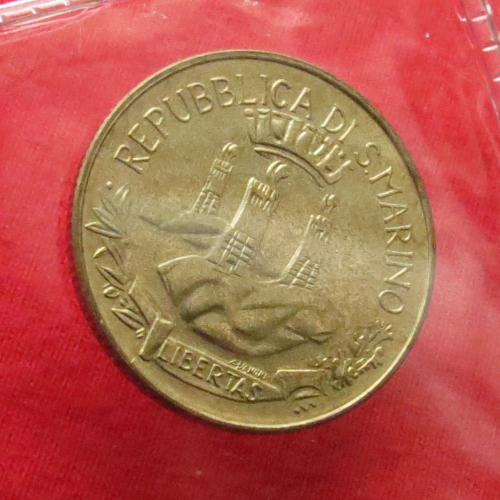 REPUBBLICA DI S.MARINO
LIBERTAS